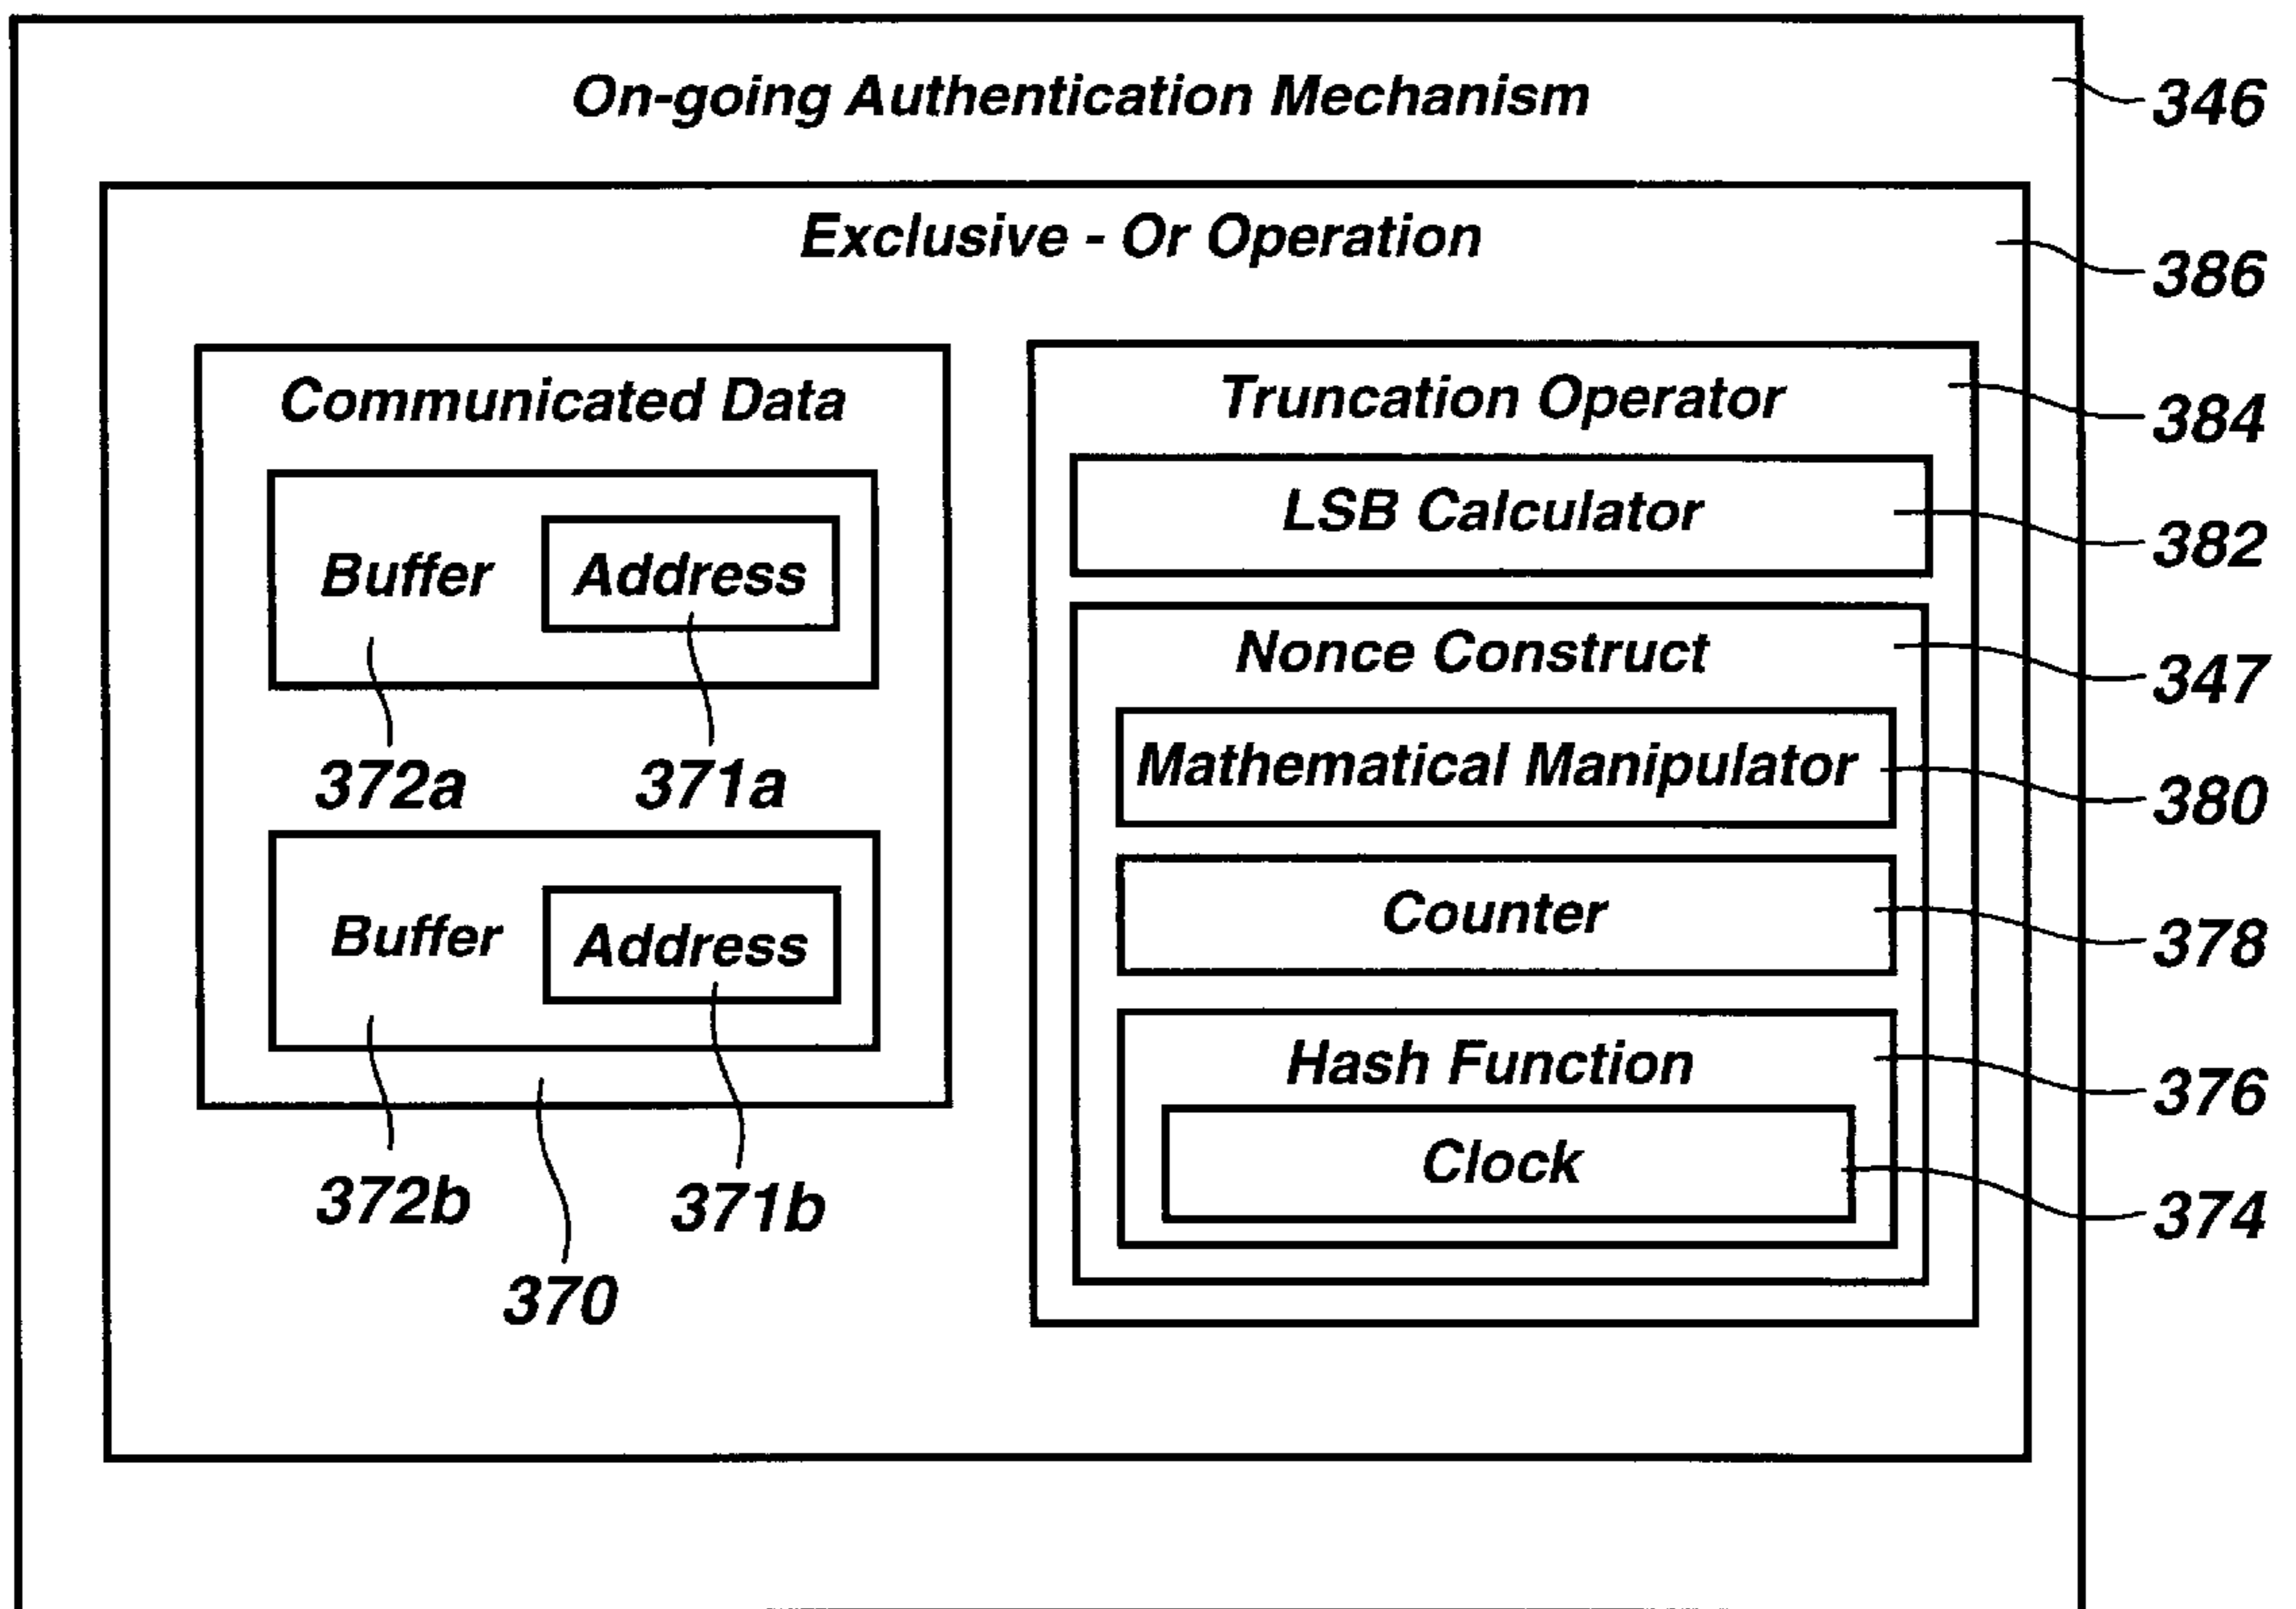 On-going Authentication Mechanism
346
Exclusive - Or Operation
386
Communicated Data
Buffer
Address
372a
371a
Buffer
Address
372b
371b
370
Truncation Operator
384
LSB Calculator
382
Nonce Construct
347
Mathematical Manipulator
380
Counter
378
Hash Function
376
Clock
374